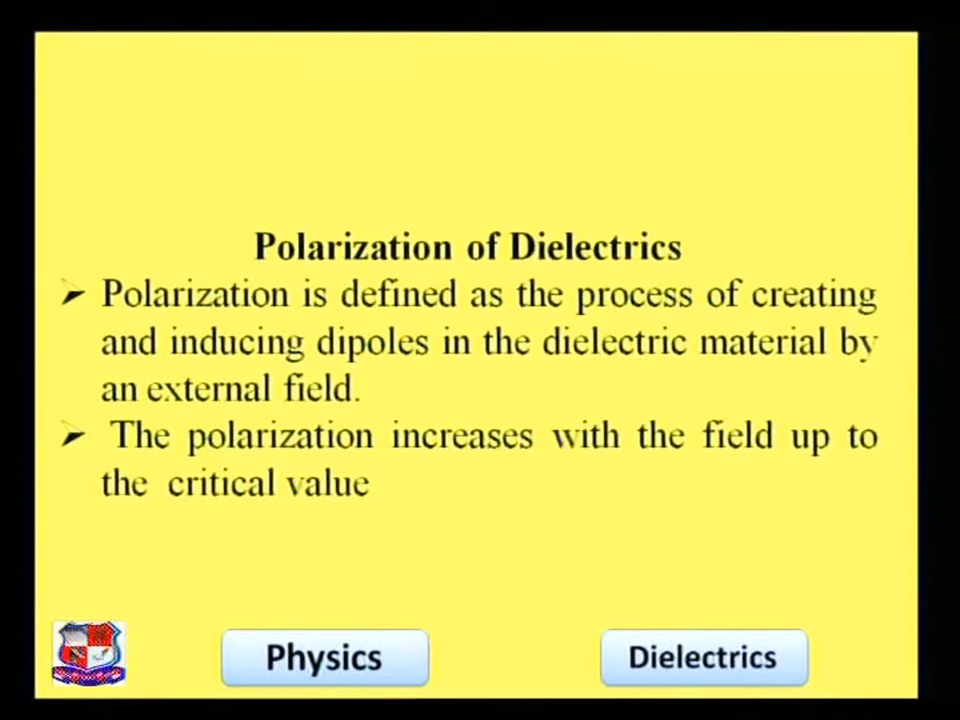 Polarization of Dielectrics
➢ Polarization is defined as the process of creating
and inducing dipoles in the dielectric material by
an external field.
➢ The polarization increases with the field up to
the critical value
Physics
Dielectrics